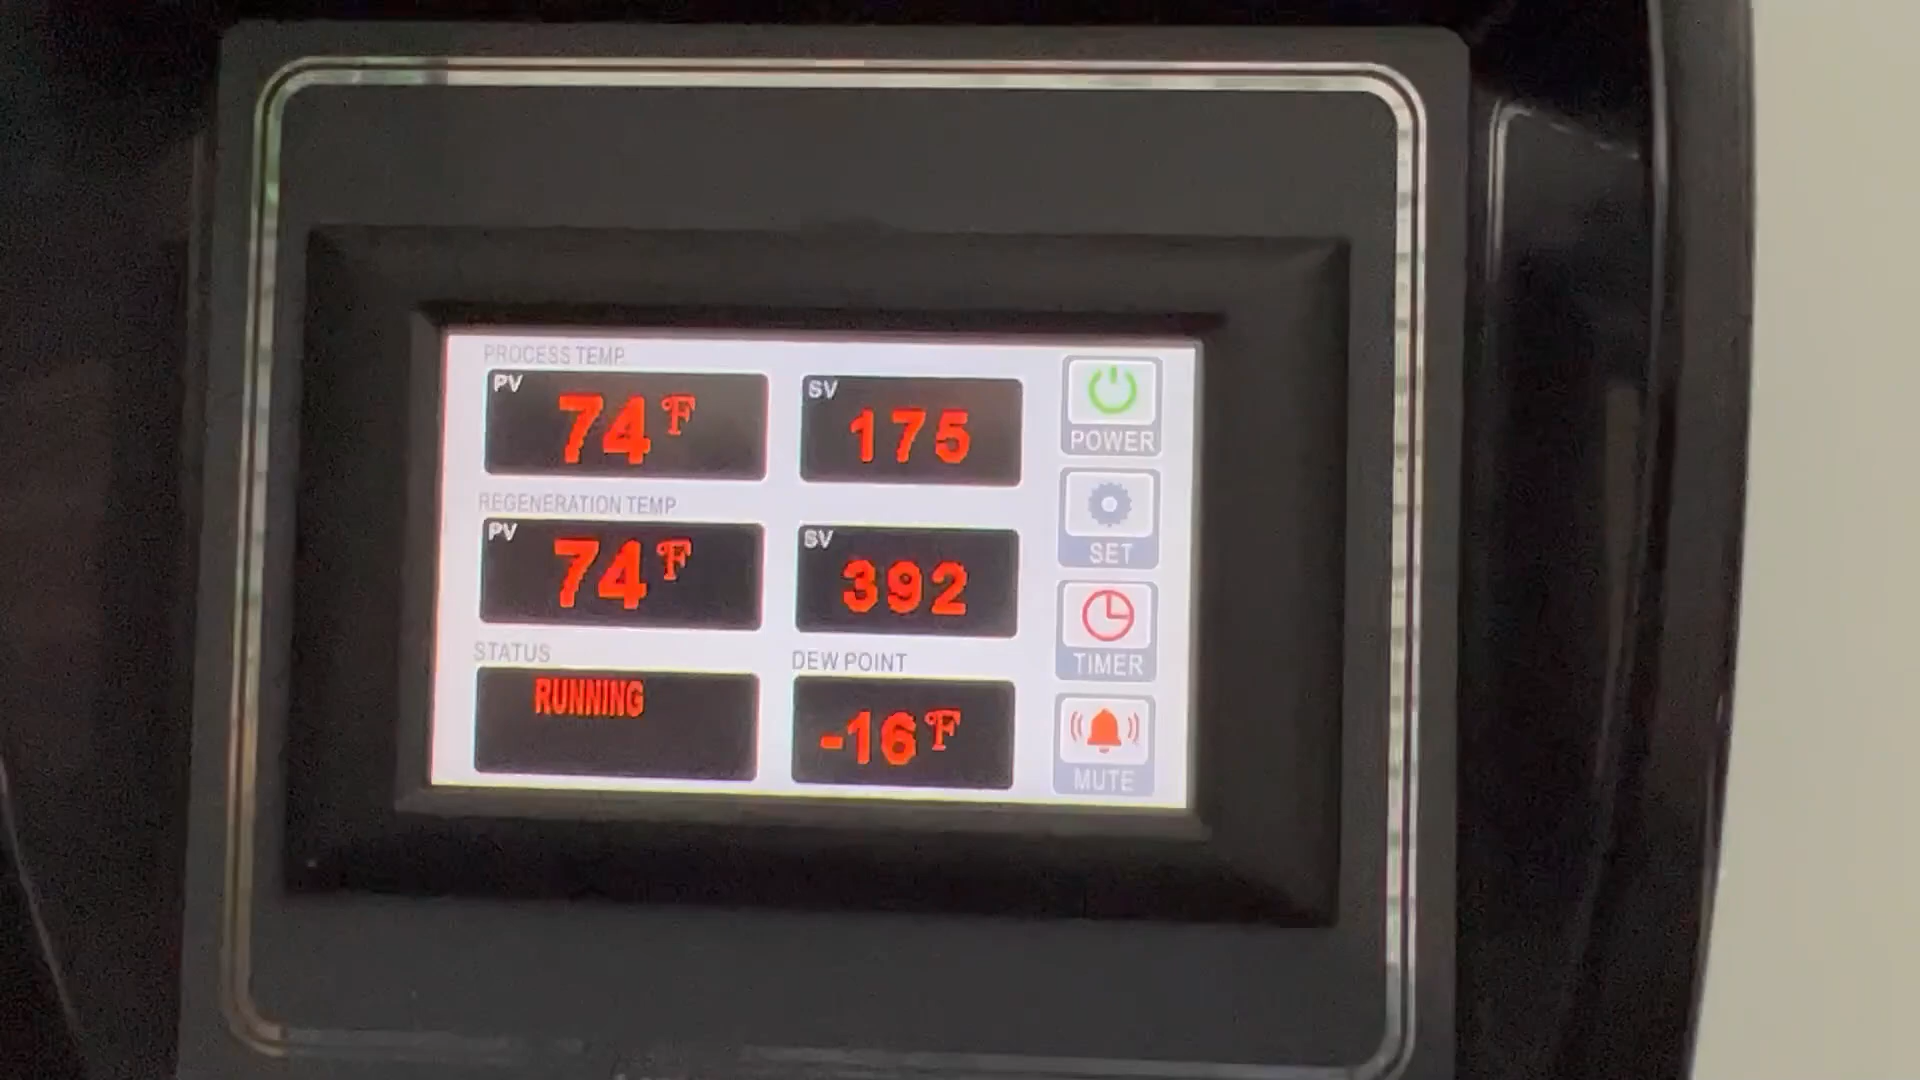 PROCESS TEMP.
PV 74℉
SV 175
POWER
REGENERATION TEMP
PV 74℉
SV 392
SET
TIMER
STATUS
RUNNING
DEW POINT
-16℉
MUTE